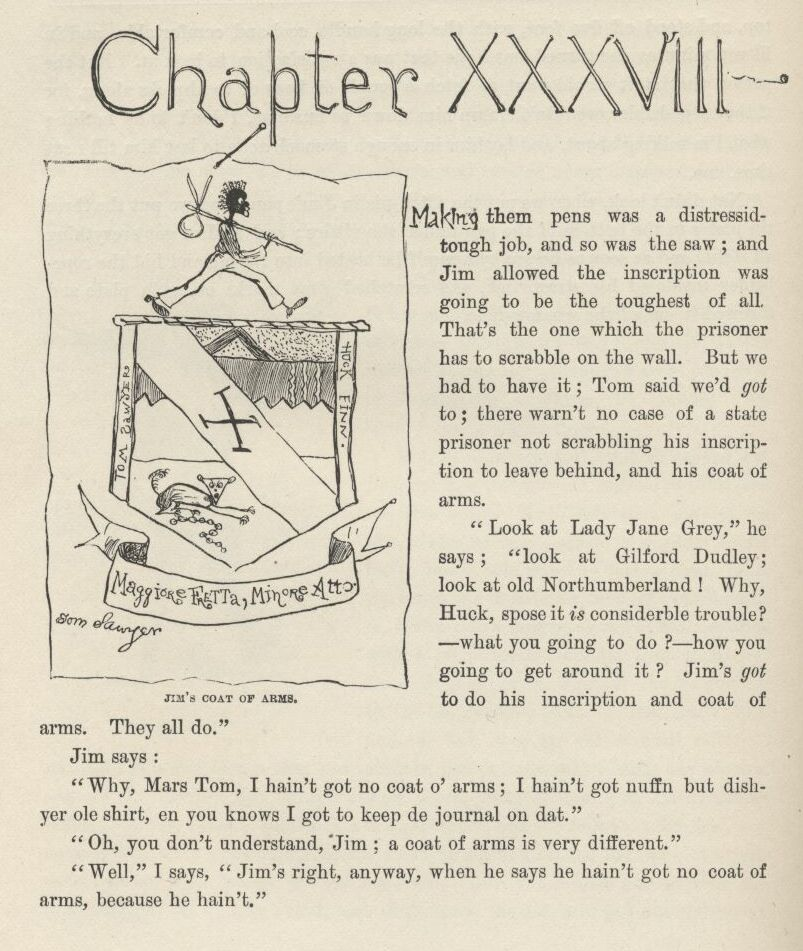 Chapter XXXVIII
Making them pens was a distressid-
tough job, and so was the saw; and
Jim allowed the inscription was
going to be the toughest of all.
That's the one which the prisoner
has to scrabble on the wall. But we
had to have it; Tom said we'd got
to; there warn't no case of a state
prisoner not scrabbling his inscrip-
tion to leave behind, and his coat of
arms.
"Look at Lady Jane Grey," he
says; "look at Gilford Dudley;
look at old Northumberland! Why,
Huck, spose it is considerble trouble?
—what you going to do?—how you
going to get around it? Jim's got
to do his inscription and coat of
TOM SAWYER
HUCK FINN.
Maggiore Fretta, Minore Atto.
Tom Sawyer
JIM'S COAT OF ARMS.
arms. They all do."
Jim says:
"Why, Mars Tom, I hain't got no coat o' arms; I hain't got nuffn but dish-
yer ole shirt, en you knows I got to keep de journal on dat."
"Oh, you don't understand, Jim; a coat of arms is very different."
"Well," I says, "Jim's right, anyway, when he says he hain't got no coat of
arms, because he hain't."